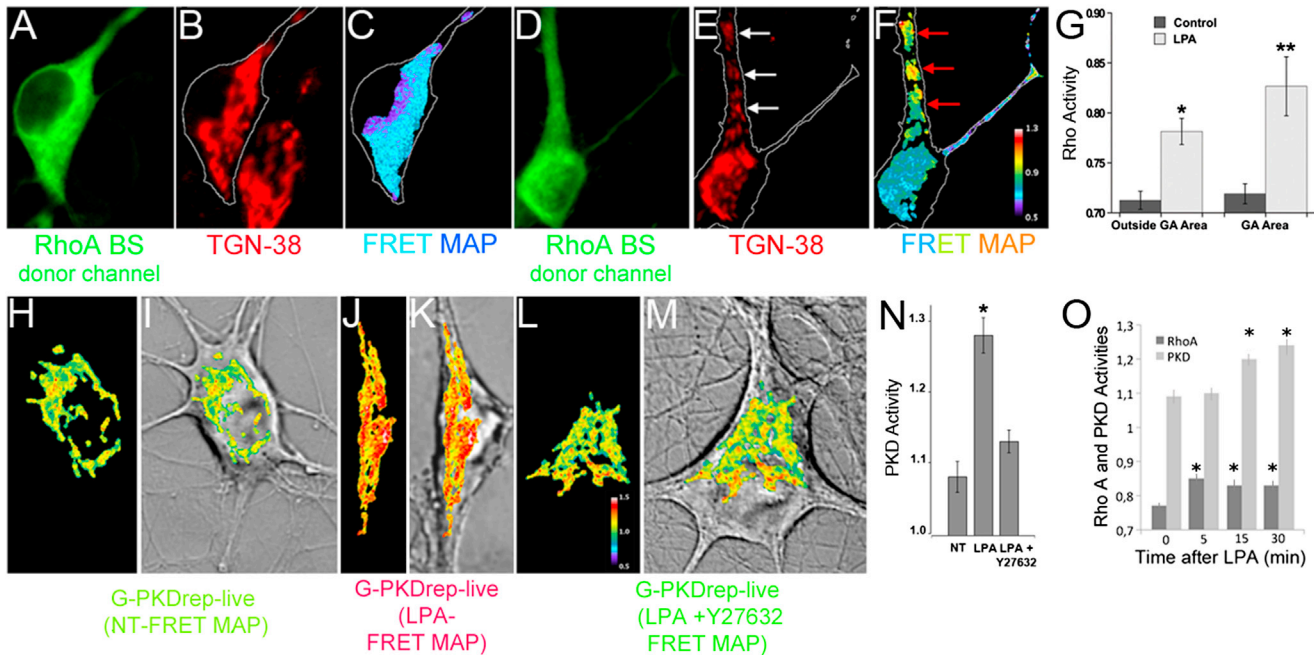 A B C D E F G
RhoA BS
donor channel
TGN-38
FRET MAP
RhoA BS
donor channel
TGN-38
FRET MAP
1.3
0.5
Rho Activity
0.90
0.85
0.80
0.75
0.70
Control
LPA
*
**
Outside GA Area
GA Area
H I J K L M N O
1.5
1.0
0.5
G-PKDrep-live
(NT-FRET MAP)
G-PKDrep-live
(LPA-
FRET MAP)
G-PKDrep-live
(LPA +Y27632
FRET MAP)
PKD Activity
1.3
1.2
1.1
1.0
*
NT
LPA
LPA +
Y27632
Rho A and PKD Activities
1,3
1,2
1,1
1
0,9
0,8
0,7
RhoA
PKD
* * * * *
0 5 15 30
Time after LPA (min)